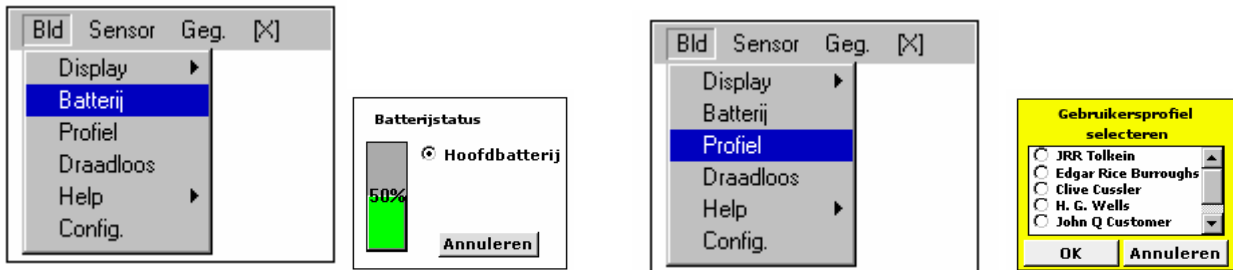 Bld Sensor Geg. [X]
Display
Batterij
Profiel
Draadloos
Help
Config.
Batterijstatus
Hoofdbatterij
50%
Annuleren
Bld Sensor Geg. [X]
Display
Batterij
Profiel
Draadloos
Help
Config.
Gebruikersprofiel
selecteren
JRR Tolkein
Edgar Rice Burroughs
Clive Cussler
H. G. Wells
John Q Customer
OK Annuleren